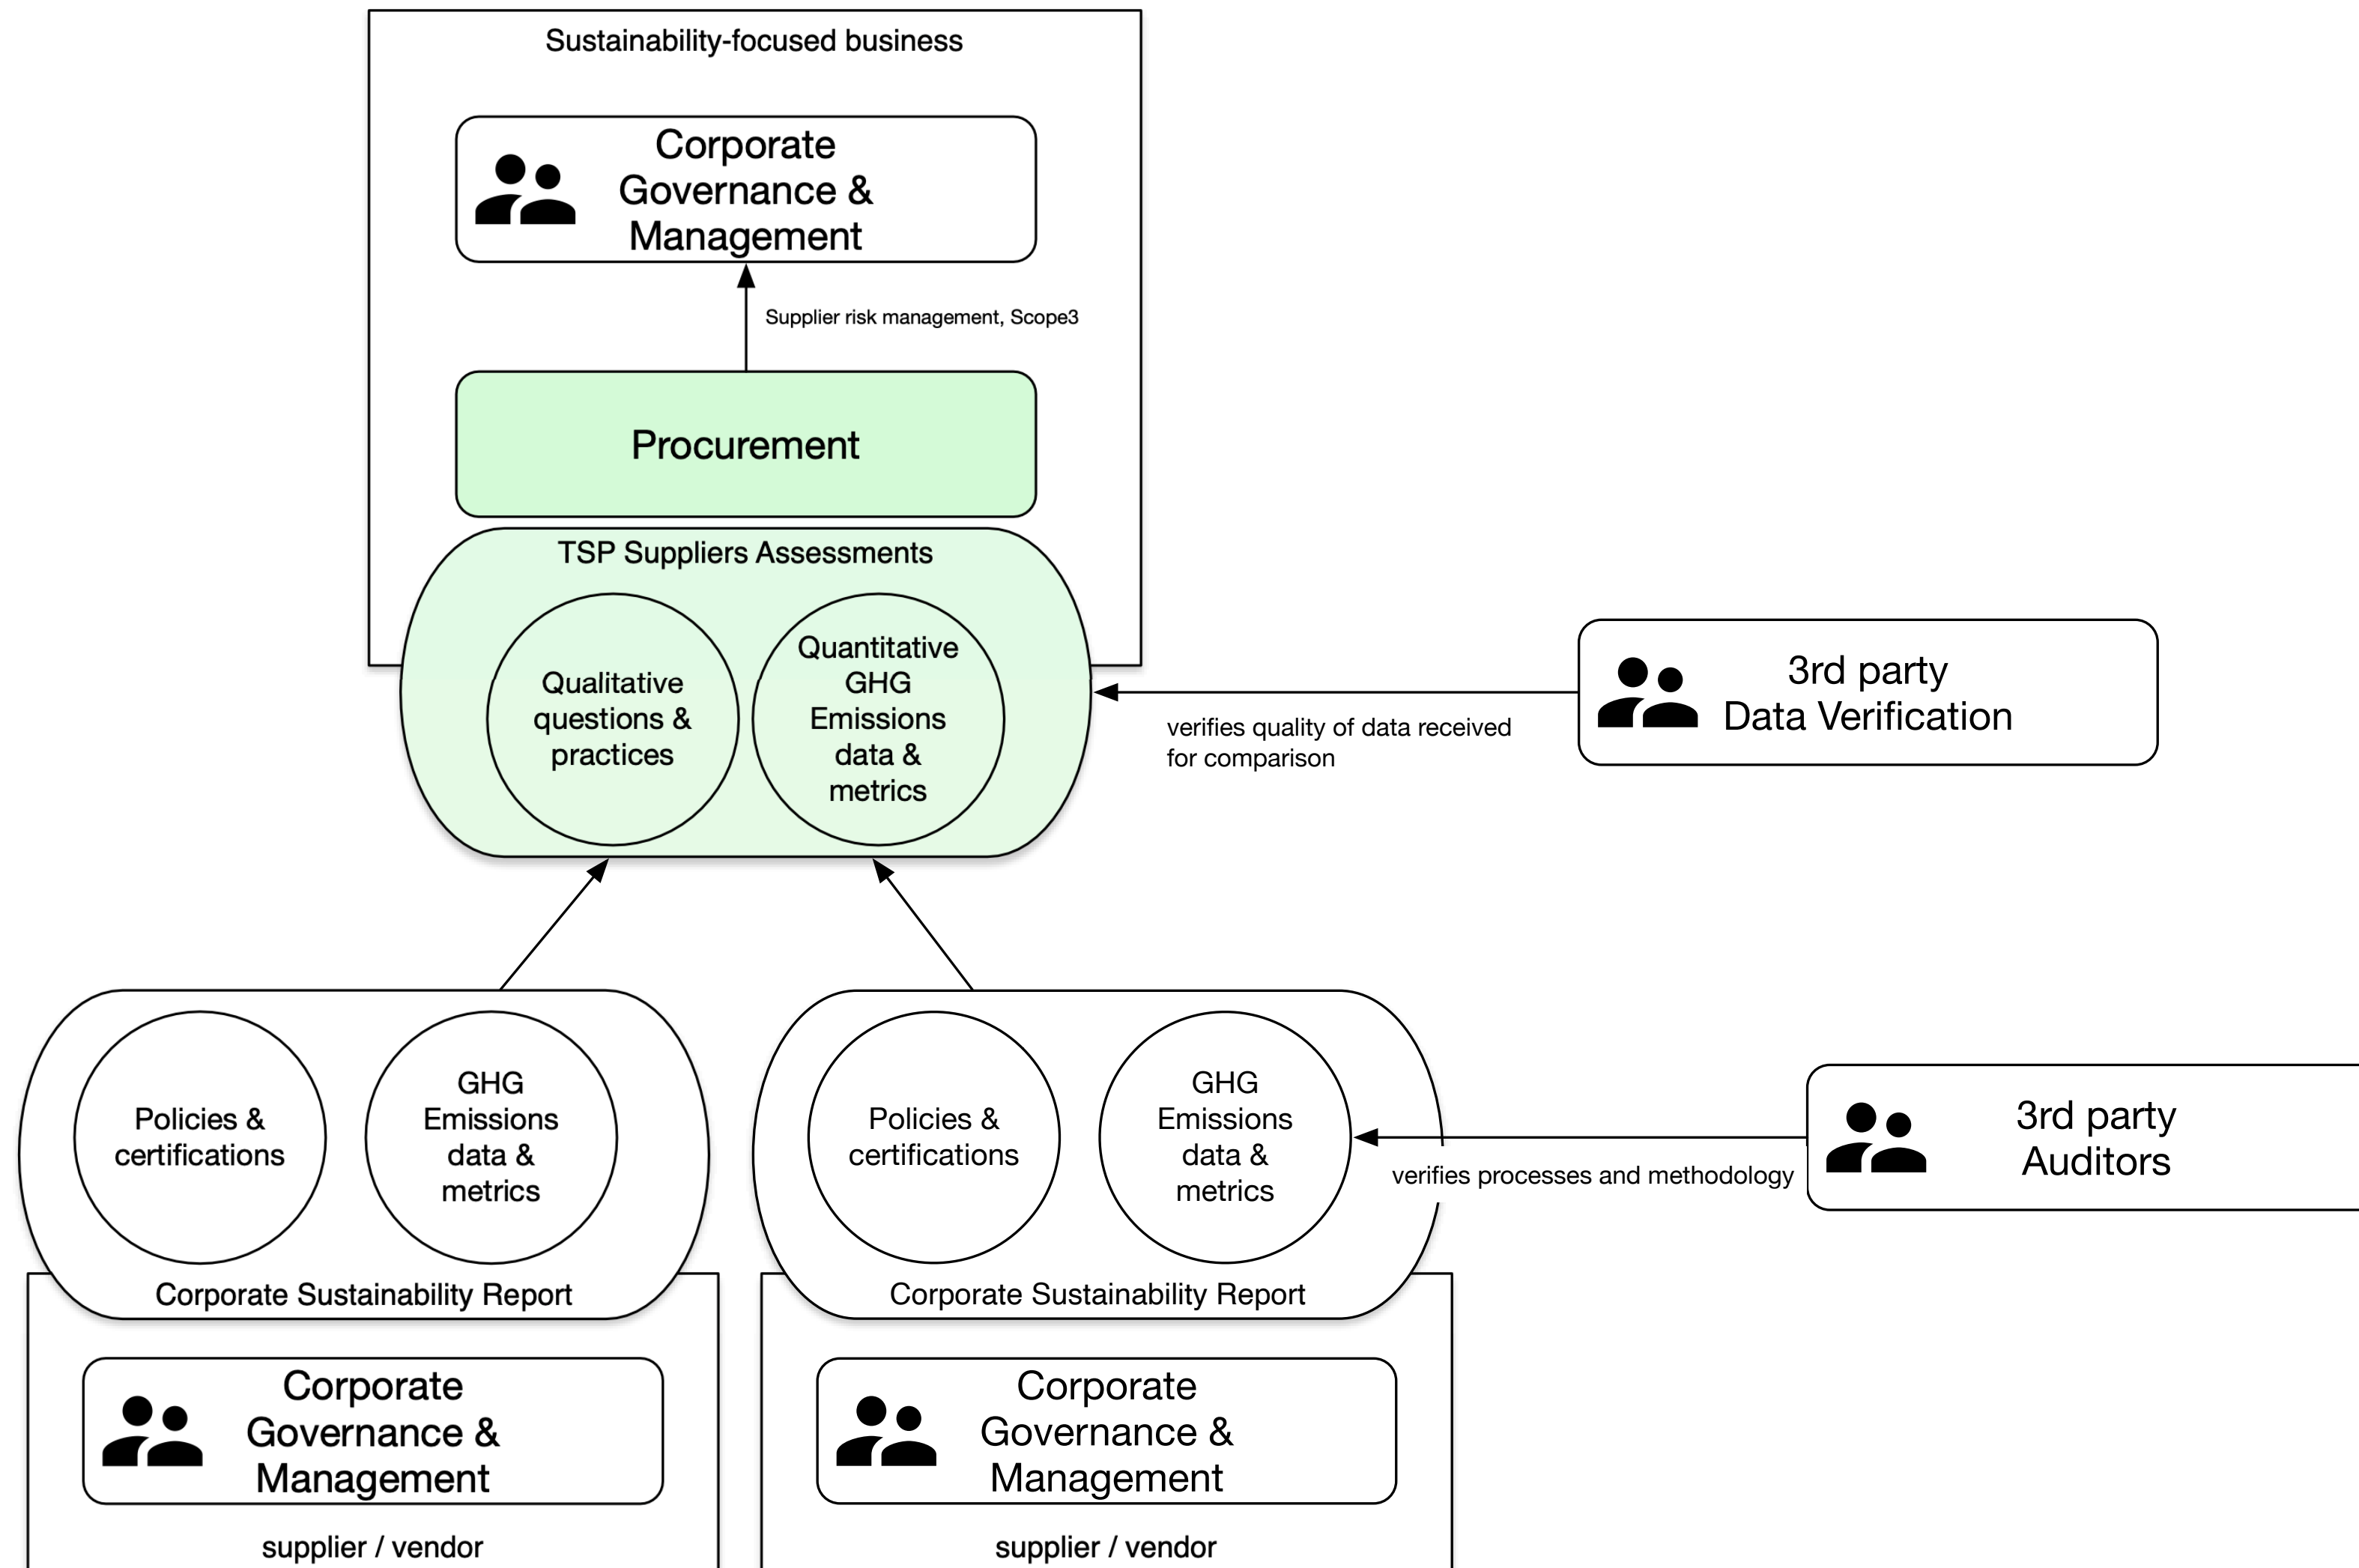 Sustainability-focused business
Corporate
Governance &
Management
Supplier risk management, Scope3
Procurement
TSP Suppliers Assessments
Qualitative
questions &
practices
Quantitative
GHG
Emissions
data &
metrics
3rd party
Data Verification
verifies quality of data received
for comparison
Policies &
certifications
GHG
Emissions
data &
metrics
Corporate Sustainability Report
Corporate
Governance &
Management
supplier / vendor
Policies &
certifications
GHG
Emissions
data &
metrics
Corporate Sustainability Report
Corporate
Governance &
Management
supplier / vendor
3rd party
Auditors
verifies processes and methodology